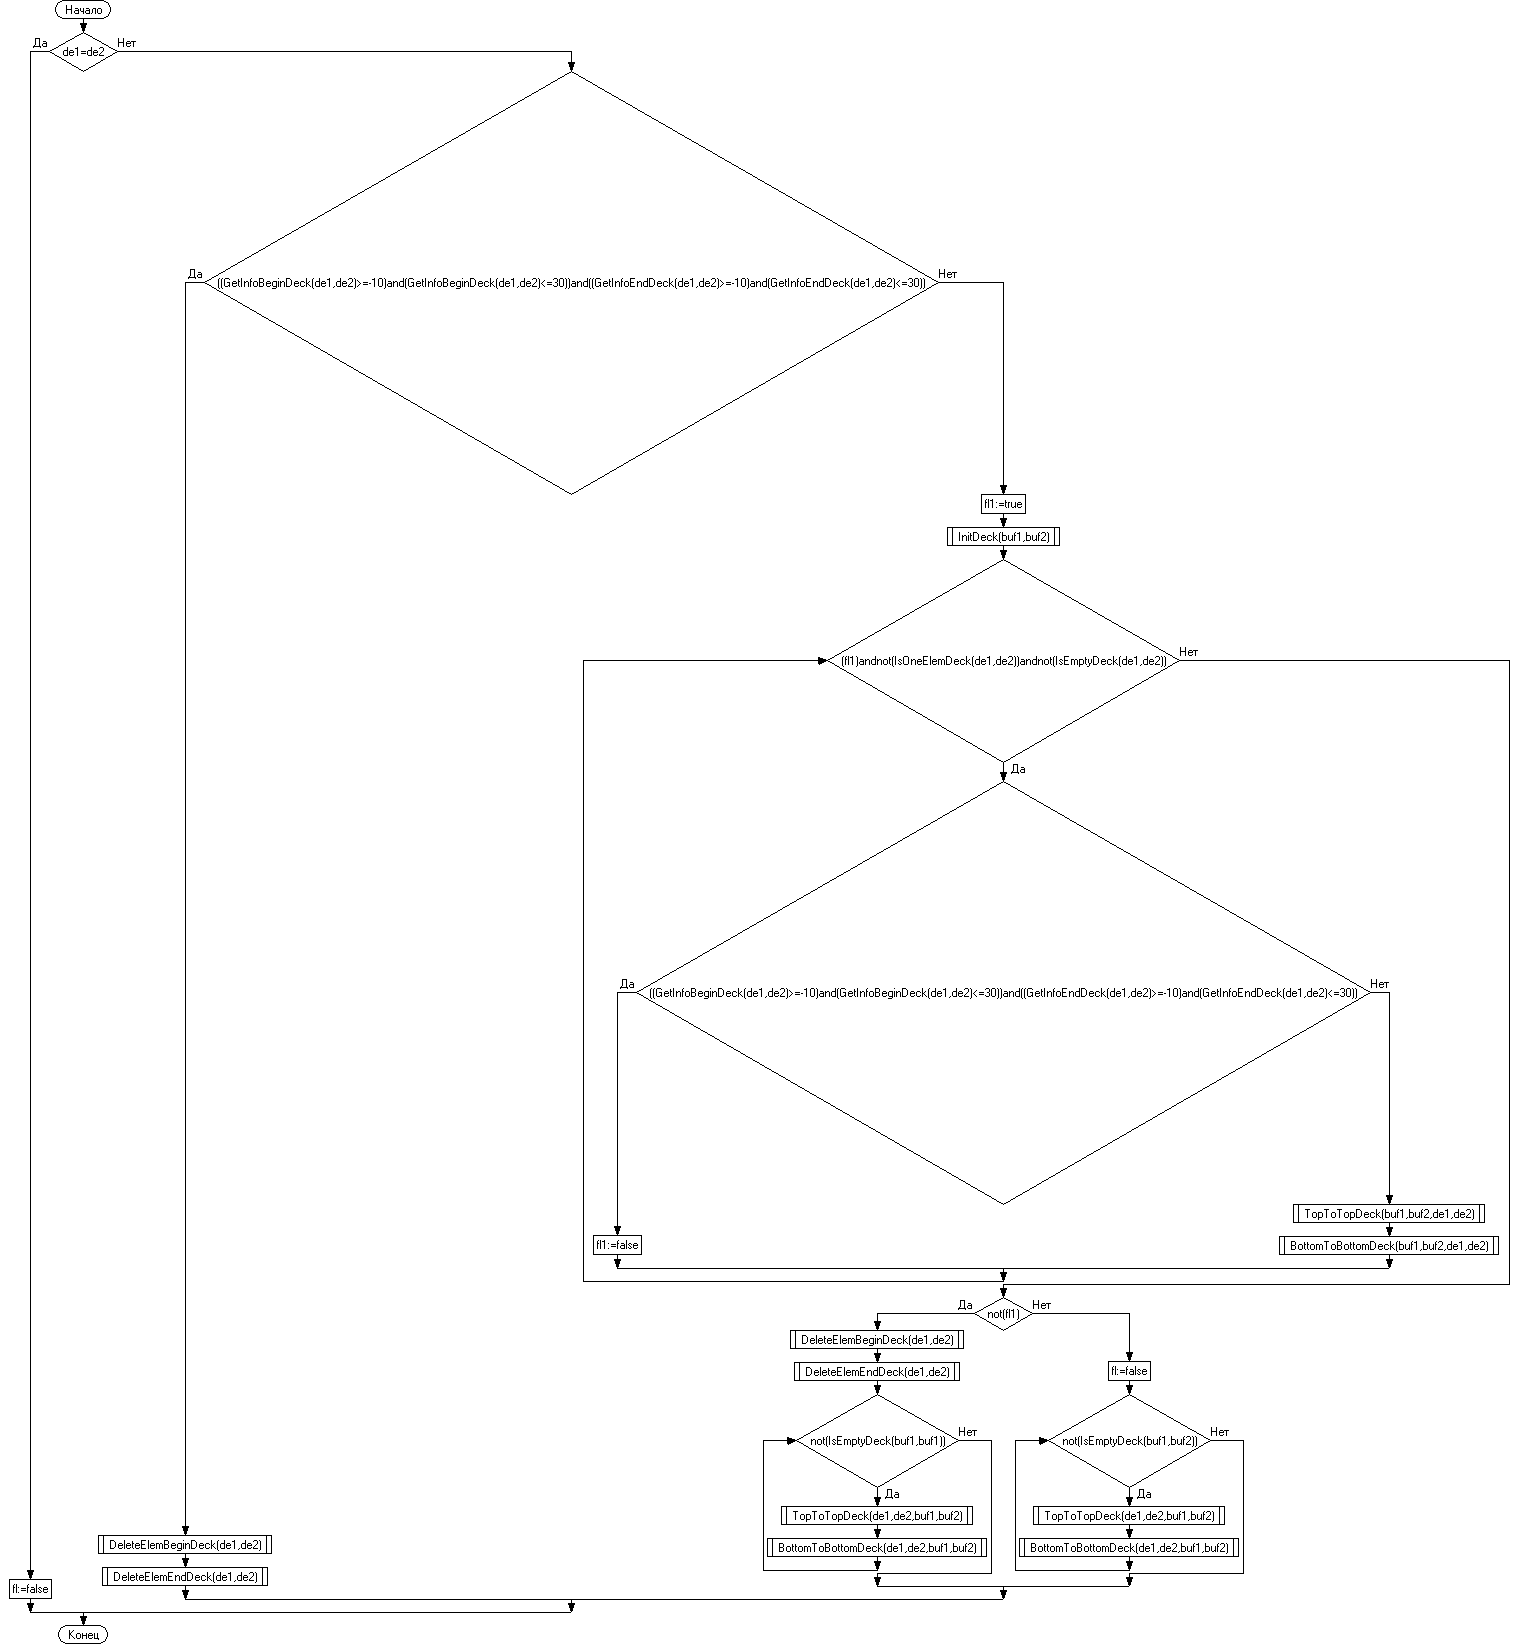 Начало
Да
Нет
de1=de2
Да
Нет
((GetInfoBeginDeck(de1,de2)>=-10)and(GetInfoBeginDeck(de1,de2)<=30))and((GetInfoEndDeck(de1,de2)>=-10)and(GetInfoEndDeck(de1,de2)<=30))
fl1:=true
InitDeck(buf1,buf2)
Нет
(fl1)andnot(IsOneElemDeck(de1,de2))andnot(IsEmptyDeck(de1,de2))
Да
Да
Нет
((GetInfoBeginDeck(de1,de2)>=-10)and(GetInfoBeginDeck(de1,de2)<=30))and((GetInfoEndDeck(de1,de2)>=-10)and(GetInfoEndDeck(de1,de2)<=30))
TopToTopDeck(buf1,buf2,de1,de2)
fl1:=false
BottomToBottomDeck(buf1,buf2,de1,de2)
Да
Нет
not(fl1)
DeleteElemBeginDeck(de1,de2)
DeleteElemEndDeck(de1,de2)
fl:=false
Нет
Нет
not(IsEmptyDeck(buf1,buf1))
not(IsEmptyDeck(buf1,buf2))
Да
Да
TopToTopDeck(de1,de2,buf1,buf2)
TopToTopDeck(de1,de2,buf1,buf2)
DeleteElemBeginDeck(de1,de2)
BottomToBottomDeck(de1,de2,buf1,buf2)
BottomToBottomDeck(de1,de2,buf1,buf2)
DeleteElemEndDeck(de1,de2)
fl:=false
Конец